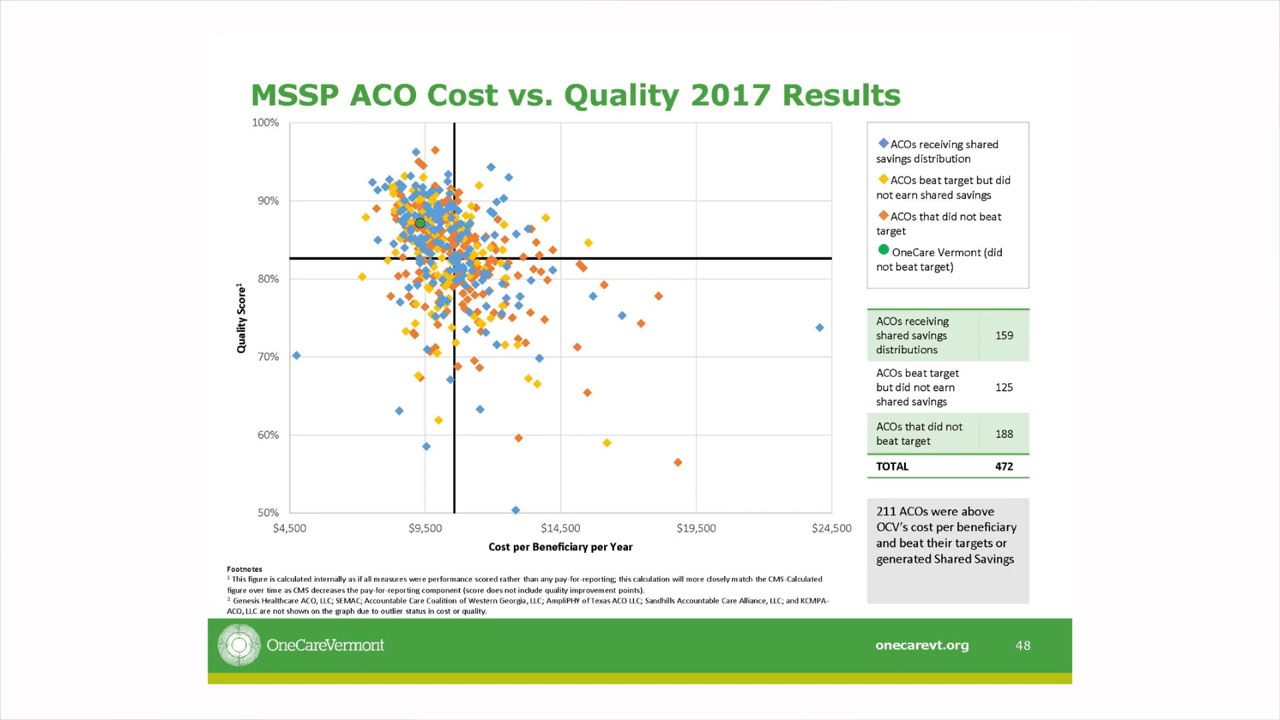 MSSP ACO Cost vs. Quality 2017 Results
100%
90%
80%
70%
60%
50%
Quality Score1
$4,500
$9,500
$14,500
$19,500
$24,500
Cost per Beneficiary per Year
ACOs receiving shared
savings distribution
ACOs beat target but did
not earn shared savings
ACOs that did not beat
target
OneCare Vermont (did
not beat target)
ACOs receiving
shared savings 159
distributions
ACOs beat target
but did not earn 125
shared savings
ACOs that did not 188
beat target
TOTAL 472
211 ACOs were above
OCV's cost per beneficiary
and beat their targets or
generated Shared Savings
Footnotes
1 This figure is calculated internally as if all measures were performance scored rather than any pay-for-reporting; this calculation will more closely match the CMS-Calculated
figure over time as CMS decreases the pay-for-reporting component (score does not include quality improvement points).
2 Genesis Healthcare ACO, LLC; SEMAC; Accountable Care Coalition of Western Georgia, LLC; AmpliPHY of Texas ACO LLC; Sandhills Accountable Care Alliance, LLC; and KCMPA-
ACO, LLC are not shown on the graph due to outlier status in cost or quality.
OneCareVermont
onecarevt.org 48